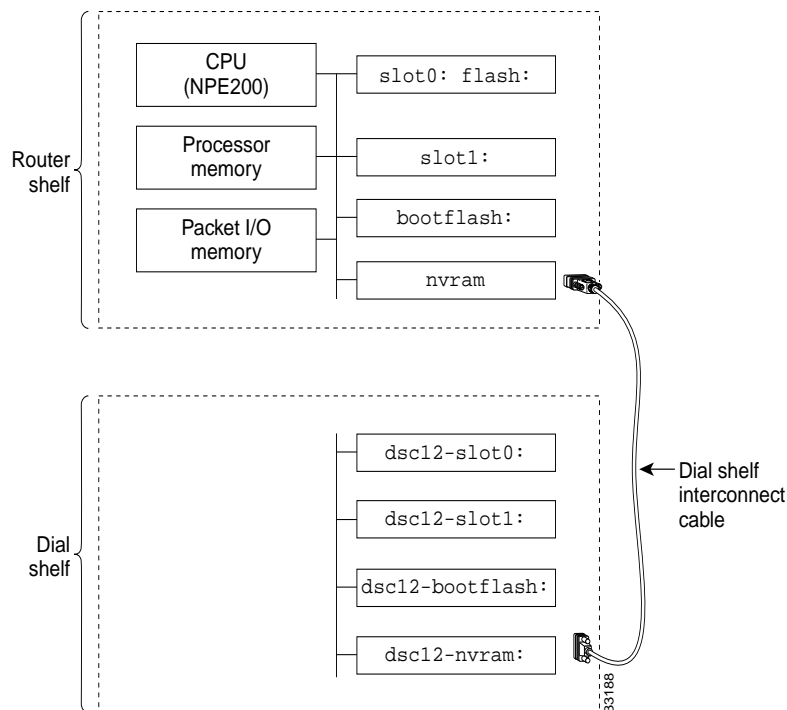 CPU
(NPE200)
slot0: flash:
Processor
memory
slot1:
Router
shelf
Packet I/O
memory
bootflash:
nvram
dsc12-slot0:
Dial shelf
interconnect
cable
dsc12-slot1:
Dial
shelf
dsc12-bootflash:
dsc12-nvram: